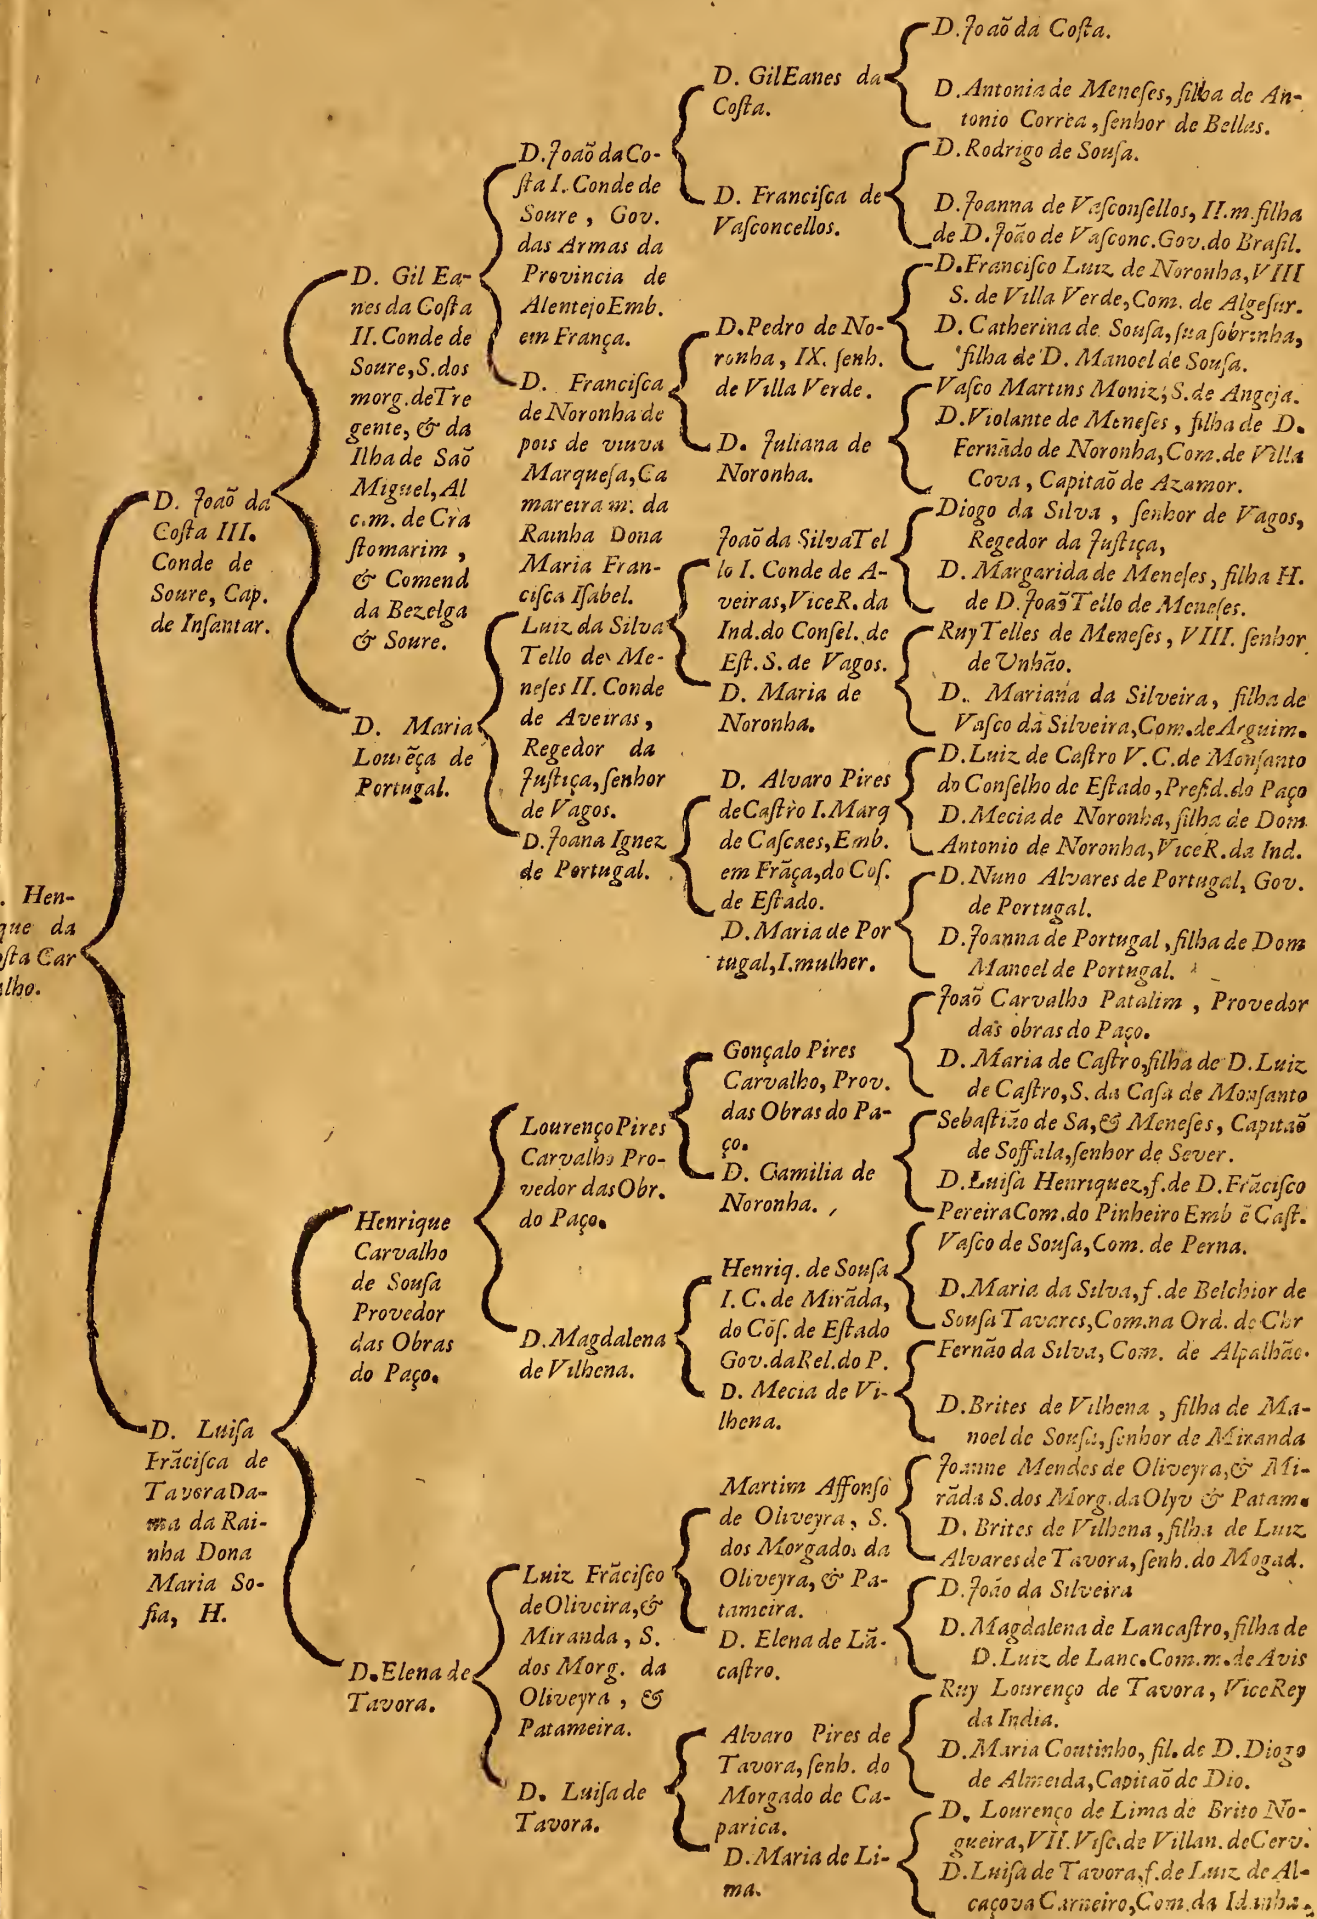 . Hen-
que da
oſta Car
alho.
D. Joaõ da
Coſta III.
Conde de
Soure, Cap.
de Infantar.
D. Luiſa
Frãciſca de
Tavora Da-
ma da Rai-
nha Dona
Maria So-
fia, H.
D. Gil Ea-
nes da Coſta
II. Conde de
Soure, S. dos
morg. de Tre
gente, & da
Ilha de Saõ
Miguel, Al
c. m. de Cra
ſtomarim,
& Comend
da Bezelga
& Soure.
D. Maria
Lourẽça de
Portugal.
Henrique
Carvalho
de Souſa
Provedor
das Obras
do Paço.
D. Elena de
Tavora.
D. Joaõ da Co-
ſta I. Conde de
Soure, Gov.
das Armas da
Provincia de
Alentejo Emb.
em França.
D. Franciſca
de Noronha de
pois de viuva
Marqueſa, Ca
mareira m. da
Rainha Dona
Maria Fran-
ciſca Iſabel.
Luiz da Silva
Tello de Me-
neſes II. Conde
de Aveiras,
Regedor da
Juſtiça, ſenhor
de Vagos.
D. Joana Ignez
de Portugal.
Lourenço Pires
Carvalho Pro-
vedor das Obr.
do Paço.
D. Magdalena
de Vilhena.
Luiz Frãciſco
de Oliveira, &
Miranda, S.
dos Morg. da
Oliveyra, &
Patameira.
D. Luiſa de
Tavora.
D. Gil Eanes da
Coſta.
D. Franciſca de
Vaſconcellos.
D. Pedro de No-
ronha, IX. ſenh.
de Villa Verde.
D. Juliana de
Noronha.
Joaõ da Silva Tel
lo I. Conde de A-
veiras, Vice R. da
Ind. do Conſel. de
Eſt. S. de Vagos.
D. Maria de
Noronha.
D. Alvaro Pires
de Caſtro I. Marq
de Caſcaes, Emb.
em Frãça, do Coſ.
de Eſtado.
D. Maria de Por
tugal, I. mulher.
Gonçalo Pires
Carvalho, Prov.
das Obras do Pa-
ço.
D. Camilia de
Noronha.
Henriq. de Souſa
I. C. de Mirãda,
do Cõſ. de Eſtado
Gov. da Rel. do P.
D. Mecia de Vi-
lhena.
Martim Affonſo
de Oliveyra, S.
dos Morgados da
Oliveyra, & Pa-
tameira.
D. Elena de Lã-
caſtro.
Alvaro Pires de
Tavora, ſenh. do
Morgado de Ca-
parica.
D. Maria de Li-
ma.
D. Joaõ da Coſta.
D. Antonia de Meneſes, filha de An-
tonio Correa, ſenhor de Bellas.
D. Rodrigo de Souſa.
D. Joanna de Vaſconſellos, II. m. filha
de D. Joaõ de Vaſconc. Gov. do Braſil.
D. Franciſco Luiz de Noronha, VIII
S. de Villa Verde, Com. de Algeſur.
D. Catherina de Souſa, ſua ſobrinha,
filha de D. Manoel de Souſa.
Vaſco Martins Moniz, S. de Angeja.
D. Violante de Meneſes, filha de D.
Fernãdo de Noronha, Com. de Villa
Cova, Capitaõ de Azamor.
Diogo da Silva, ſenhor de Vagos,
Regedor da Juſtiça,
D. Margarida de Meneſes, filha H.
de D. Joaõ Tello de Meneſes.
Ruy Telles de Meneſes, VIII. ſenhor
de Unhão.
D. Mariana da Silveira, filha de
Vaſco da Silveira, Com. de Arguim.
D. Luiz de Caſtro V. C. de Monſanto
do Conſelho de Eſtado, Preſid. do Paço
D. Mecia de Noronha, filha de Dom
Antonio de Noronha, Vice R. da Ind.
D. Nuno Alvares de Portugal, Gov.
de Portugal.
D. Joanna de Portugal, filha de Dom
Manoel de Portugal.
Joaõ Carvalho Patalim, Provedor
das obras do Paço.
D. Maria de Caſtro, filha de D. Luiz
de Caſtro, S. da Caſa de Monſanto
Sebaſtião de Sa, & Meneſes, Capitaõ
de Soffala, ſenhor de Sever.
D. Luiſa Henriquez, f. de D. Frãciſco
Pereira Com. do Pinheiro Emb ẽ Caſt.
Vaſco de Souſa, Com. de Perna.
D. Maria da Silva, f. de Belchior de
Souſa Tavares, Com. na Ord. de Chr
Fernão da Silva, Com. de Alpalhão.
D. Brites de Vilhena, filha de Ma-
noel de Souſa, ſenhor de Miranda
Joanne Mendes de Oliveyra, & Mi-
rãda S. dos Morg. da Olyv & Patam.
D. Brites de Vilhena, filha de Luiz
Alvares de Tavora, ſenh. do Mogad.
D. João da Silveira
D. Magdalena de Lancaſtro, filha de
D. Luiz de Lanc. Com. m. de Avis
Ruy Lourenço de Tavora, Vice Rey
da India.
D. Maria Coutinho, fil. de D. Diogo
de Almeida, Capitaõ de Dio.
D. Lourenço de Lima de Brito No-
gueira, VII. Viſc. de Villan. de Cerv.
D. Luiſa de Tavora, f. de Luiz de Al-
caçova Carneiro, Com. da Idanha.